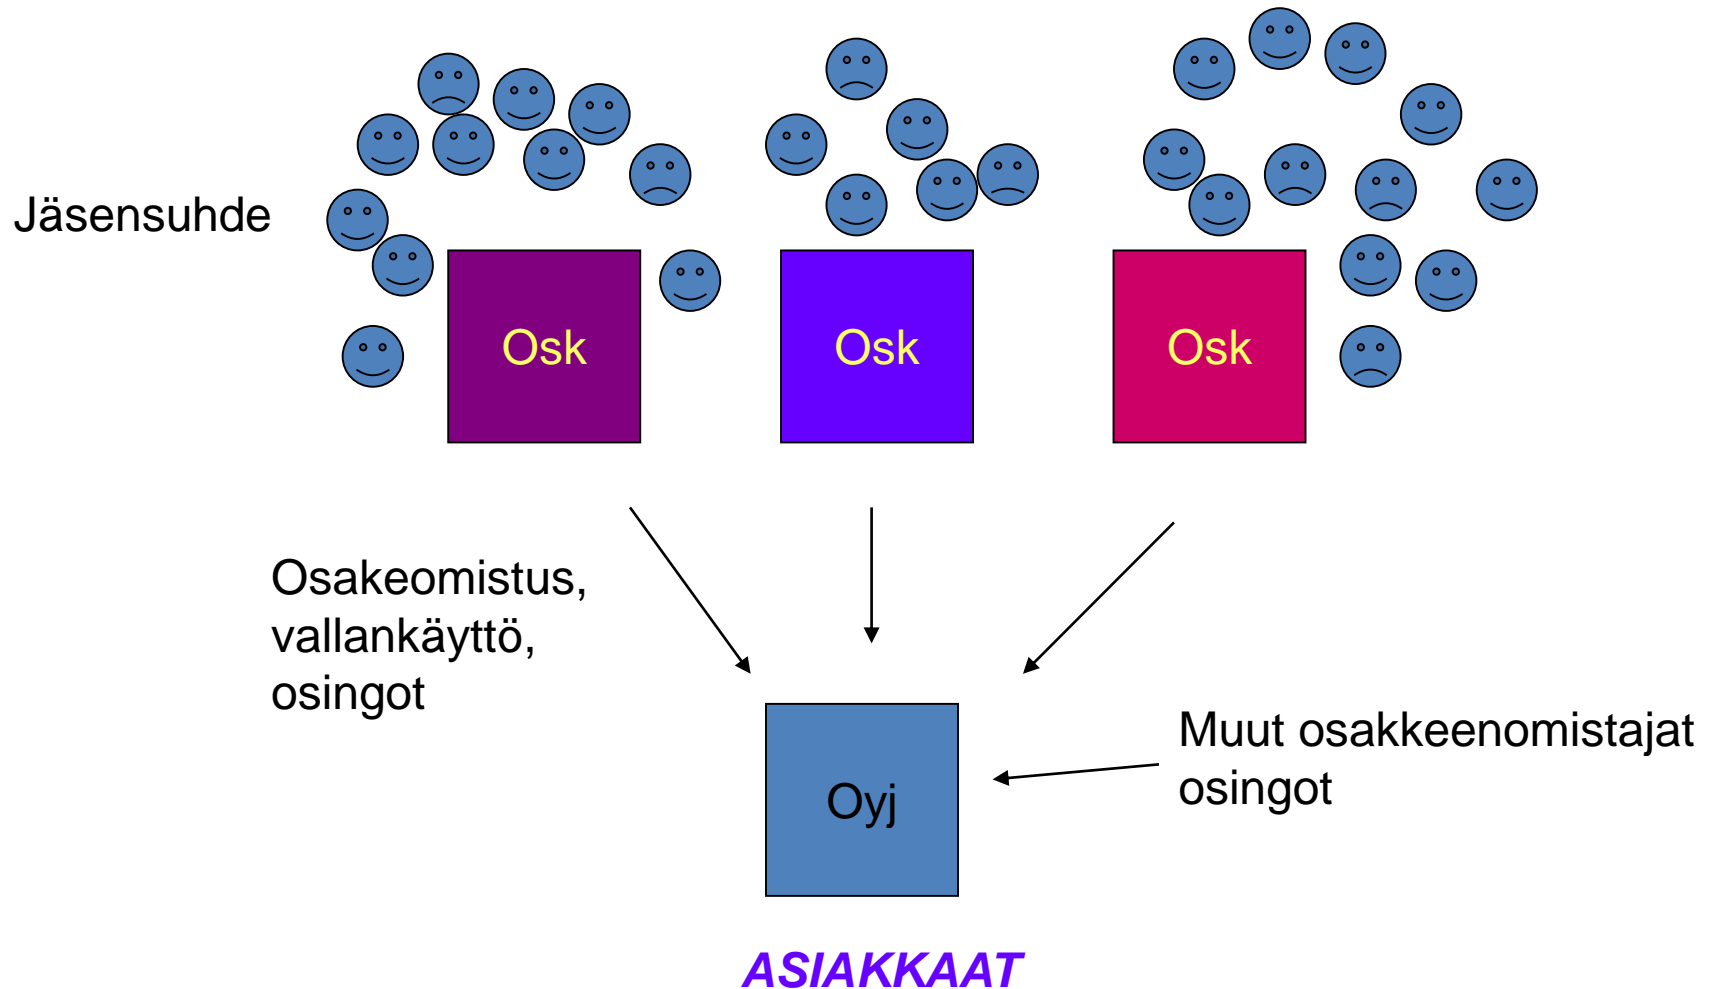 Jäsensuhde
Osk
Osk
Osk
Osakeomistus,
vallankäyttö,
osingot
Muut osakkeenomistajat
osingot
Oyj
ASIAKKAAT